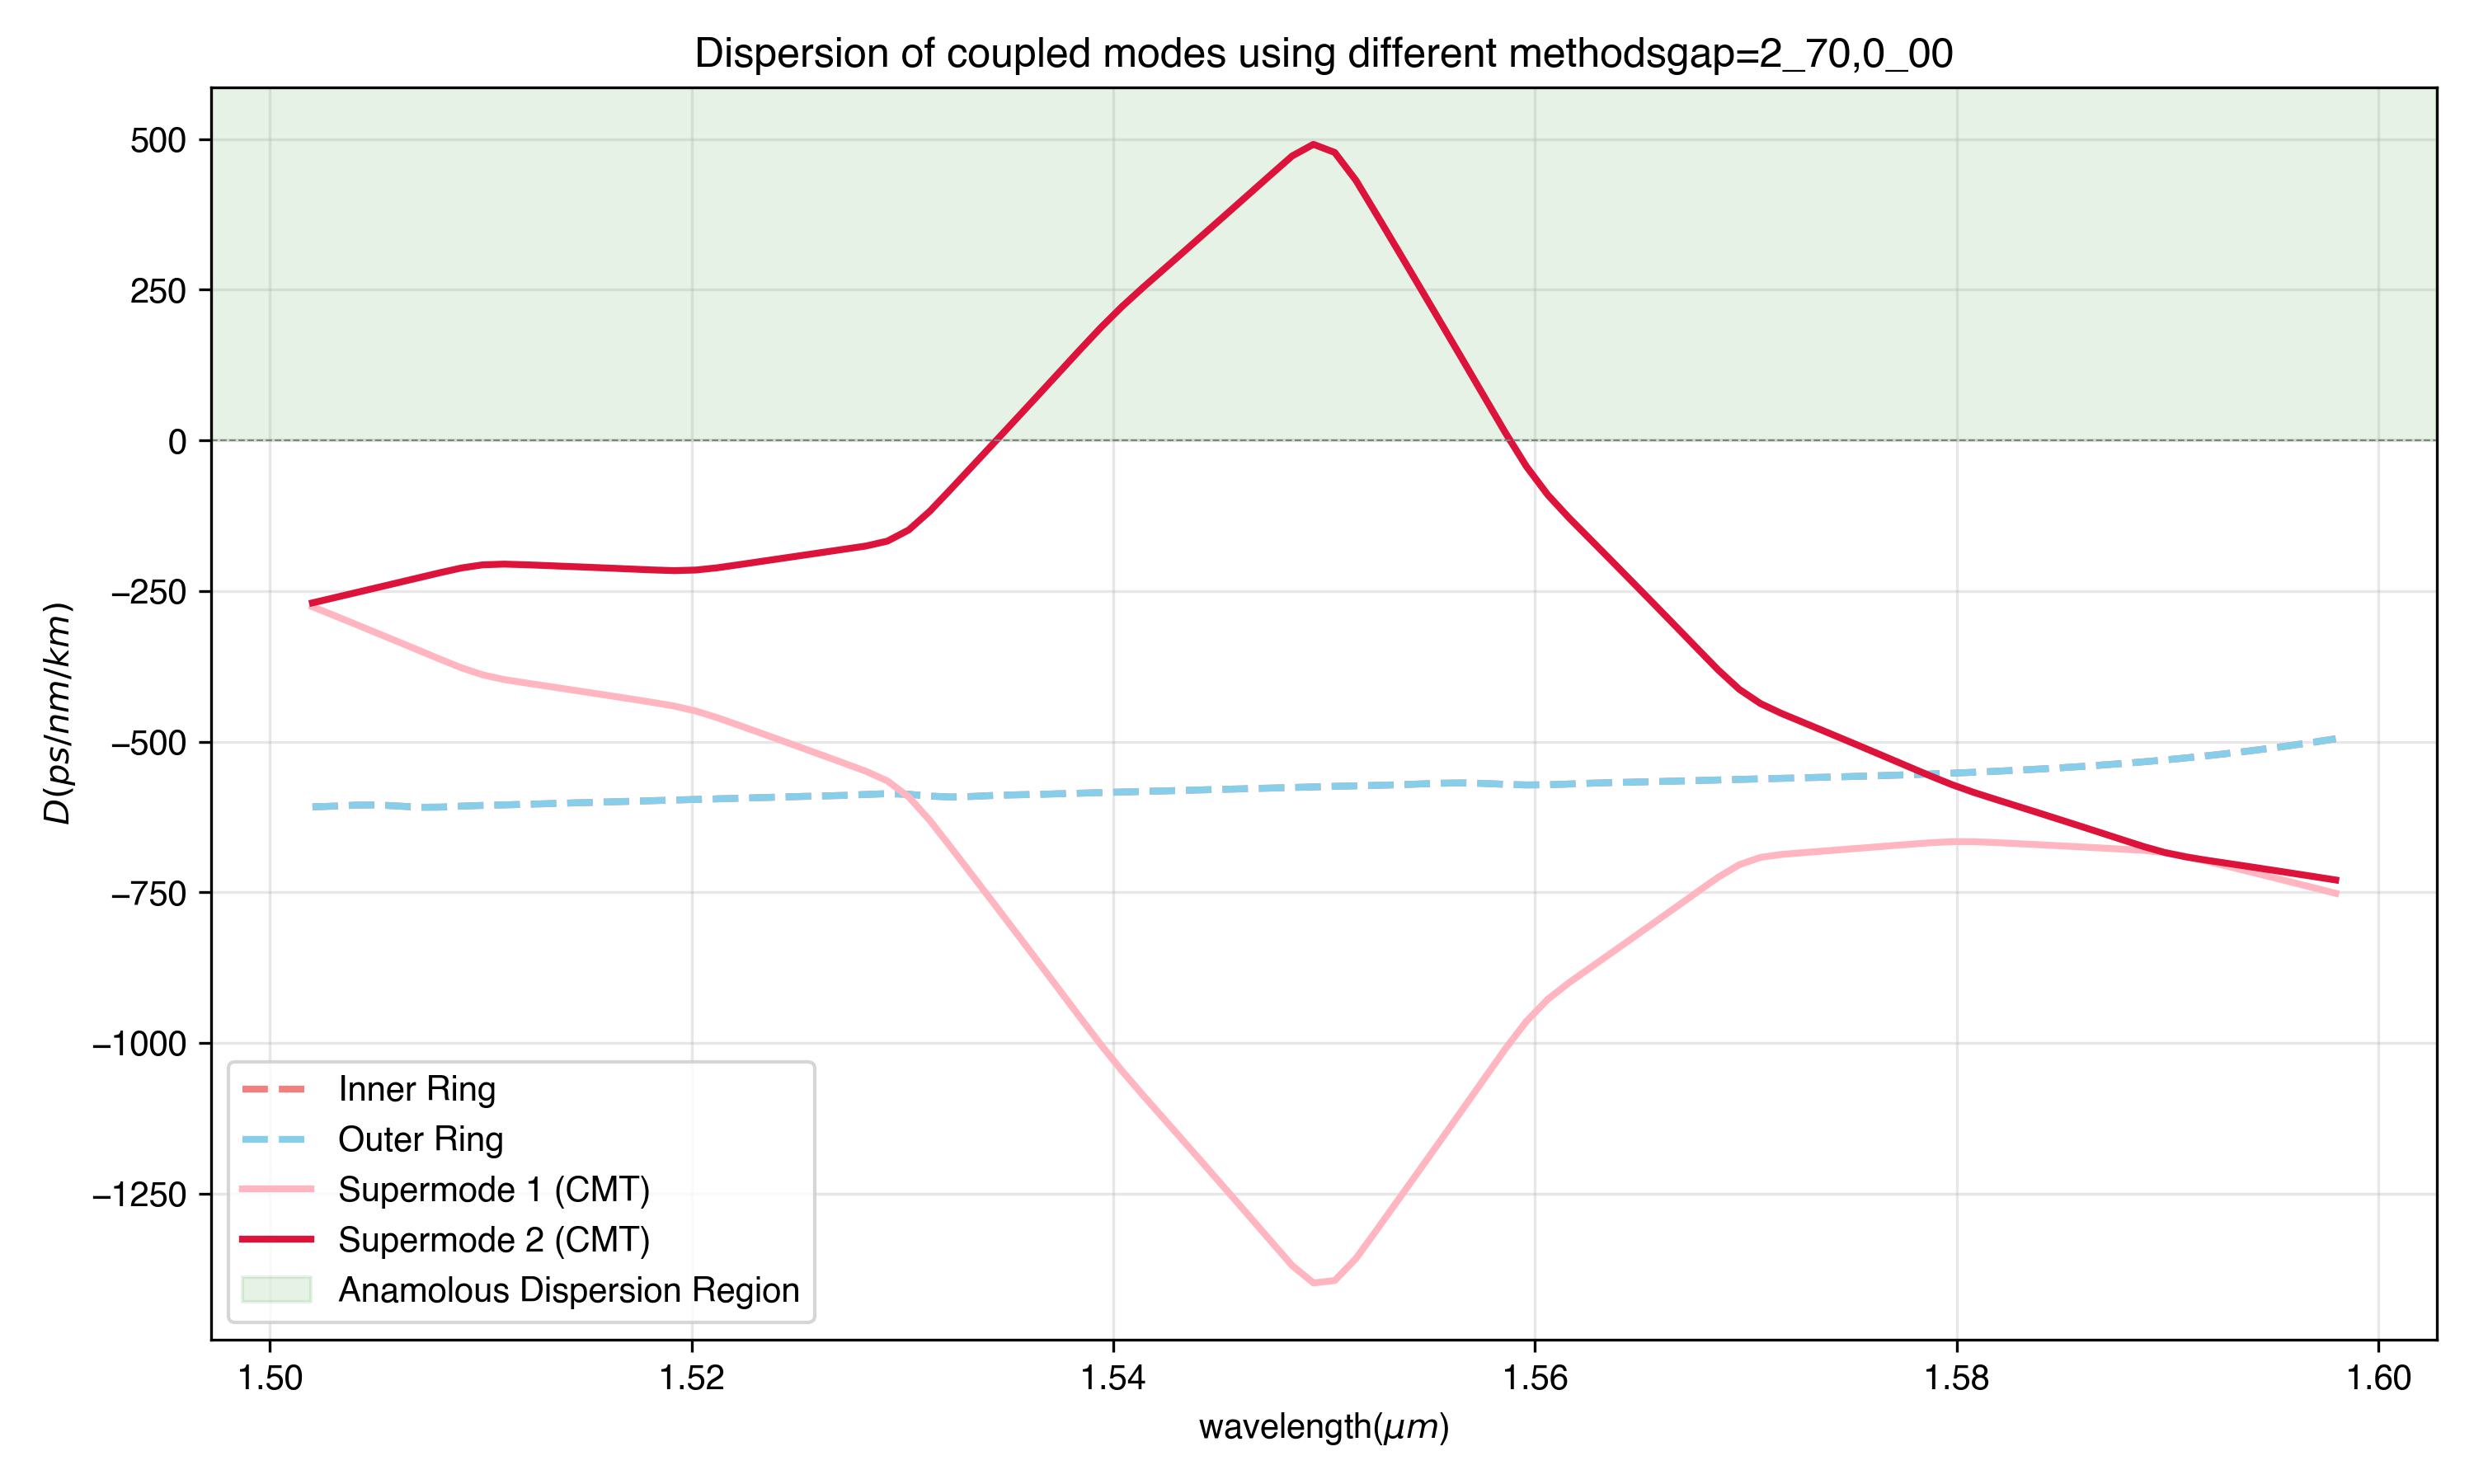 Dispersion of coupled modes using different methodsgap=2_70,0_00
500
250
0
−250
−500
−750
−1000
−1250
D(ps/nm/km)
Inner Ring
Outer Ring
Supermode 1 (CMT)
Supermode 2 (CMT)
Anamolous Dispersion Region
1.50 1.52 1.54 1.56 1.58 1.60
wavelength(μm)